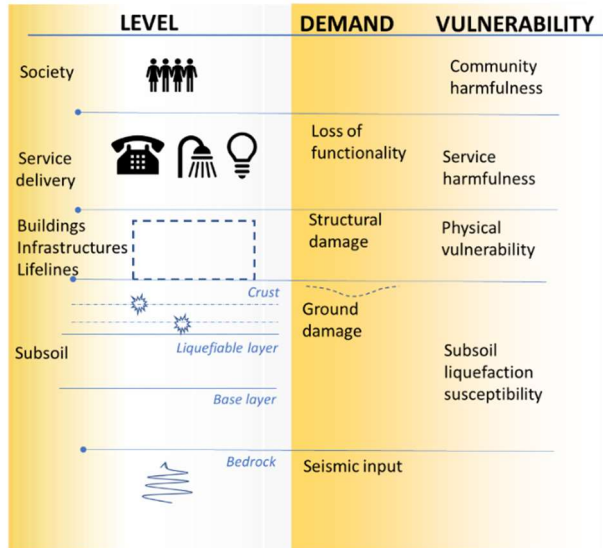 LEVEL DEMAND VULNERABILITY
Society
Community
harmfulness
Loss of
functionality
Service
delivery
Service
harmfulness
Buildings
Infrastructures
Lifelines
Structural
damage
Physical
vulnerability
Crust
Ground
damage
Subsoil
Liquefiable layer
Subsoil
liquefaction
susceptibility
Base layer
Bedrock
Seismic input